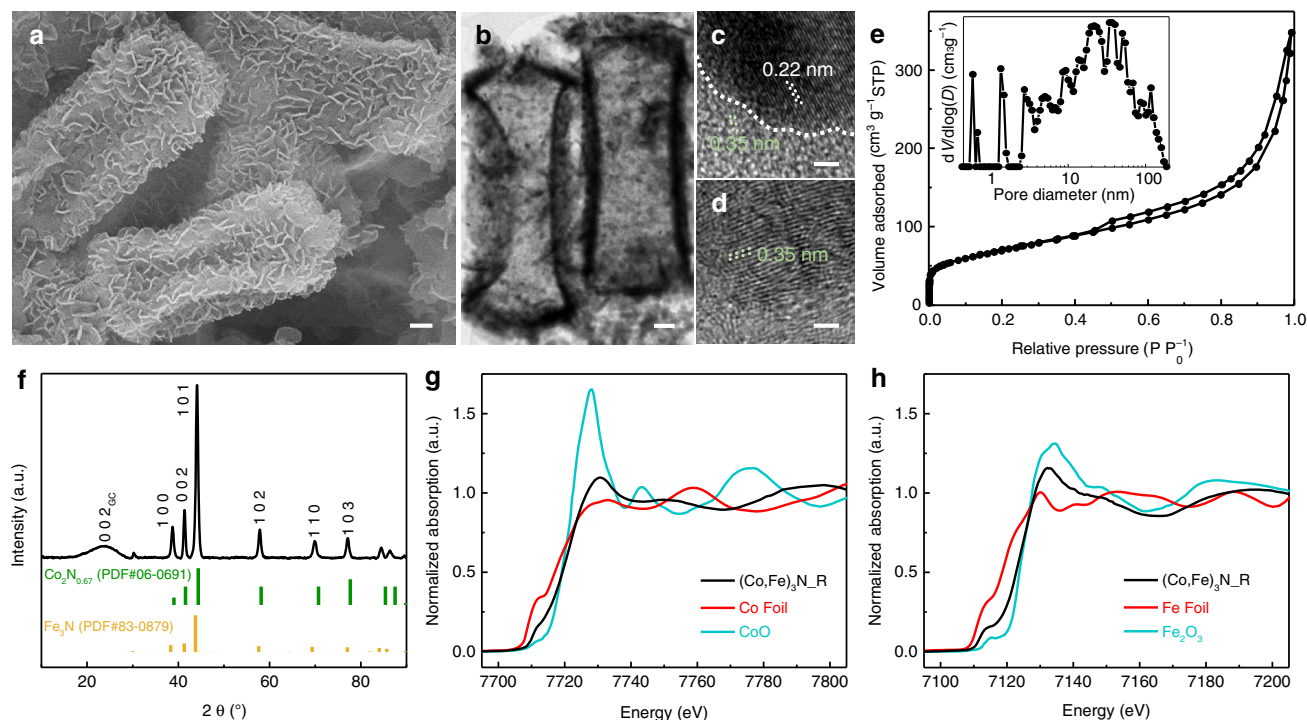 a
b
c
0.22 nm
0.35 nm
d
0.35 nm
e
Volume adsorbed (cm³ g⁻¹ STP)
350
300
250
200
150
100
50
0
0.0 0.2 0.4 0.6 0.8 1.0
Relative pressure (P P₀⁻¹)
d V/dlog(D) (cm3g⁻¹)
1 10 100
Pore diameter (nm)
f
Intensity (a.u.)
0 0 2GC
1 0 0
0 0 2
1 0 1
1 0 2
1 1 0
1 0 3
Co₂N₀.₆₇ (PDF#06-0691)
Fe₃N (PDF#83-0879)
20 40 60 80
2 θ (°)
g
Normalized absorption (a.u.)
1.5
1.0
0.5
0.0
(Co,Fe)₃N_R
Co Foil
CoO
7700 7720 7740 7760 7780 7800
Energy (eV)
h
Normalized absorption (a.u.)
1.5
1.0
0.5
0.0
(Co,Fe)₃N_R
Fe Foil
Fe₂O₃
7100 7120 7140 7160 7180 7200
Energy (eV)